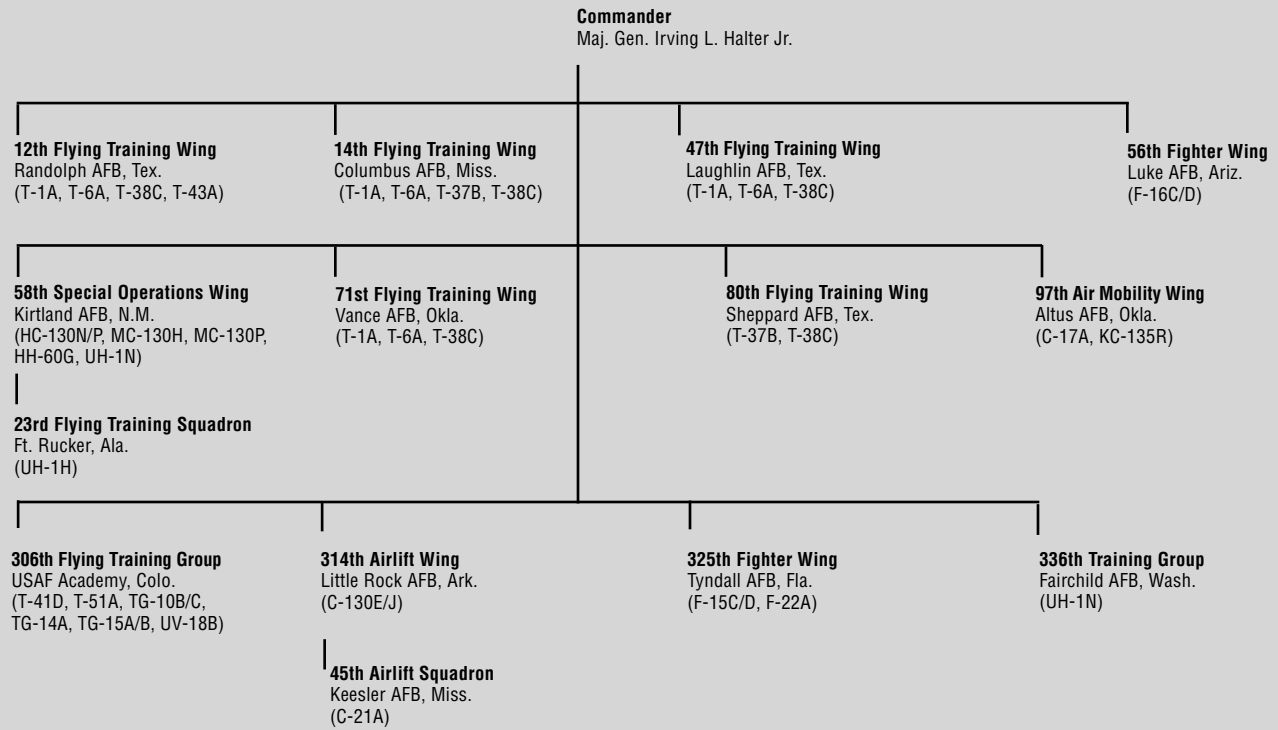 Commander
Maj. Gen. Irving L. Halter Jr.
12th Flying Training Wing
Randolph AFB, Tex.
(T-1A, T-6A, T-38C, T-43A)
14th Flying Training Wing
Columbus AFB, Miss.
(T-1A, T-6A, T-37B, T-38C)
47th Flying Training Wing
Laughlin AFB, Tex.
(T-1A, T-6A, T-38C)
56th Fighter Wing
Luke AFB, Ariz.
(F-16C/D)
58th Special Operations Wing
Kirtland AFB, N.M.
(HC-130N/P, MC-130H, MC-130P,
HH-60G, UH-1N)
23rd Flying Training Squadron
Ft. Rucker, Ala.
(UH-1H)
71st Flying Training Wing
Vance AFB, Okla.
(T-1A, T-6A, T-38C)
80th Flying Training Wing
Sheppard AFB, Tex.
(T-37B, T-38C)
97th Air Mobility Wing
Altus AFB, Okla.
(C-17A, KC-135R)
306th Flying Training Group
USAF Academy, Colo.
(T-41D, T-51A, TG-10B/C,
TG-14A, TG-15A/B, UV-18B)
314th Airlift Wing
Little Rock AFB, Ark.
(C-130E/J)
45th Airlift Squadron
Keesler AFB, Miss.
(C-21A)
325th Fighter Wing
Tyndall AFB, Fla.
(F-15C/D, F-22A)
336th Training Group
Fairchild AFB, Wash.
(UH-1N)